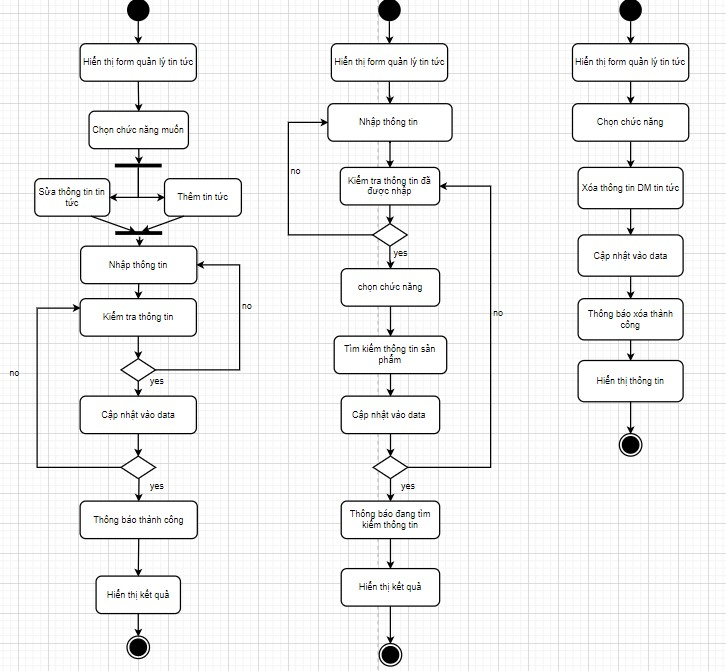 Hiển thị form quản lý tin tức
Chọn chức năng muốn
Sửa thông tin tin
tức
Thêm tin tức
Nhập thông tin
no
Kiểm tra thông tin
no
yes
Cập nhật vào data
yes
Thông báo thành công
Hiển thị kết quả
Hiển thị form quản lý tin tức
Nhập thông tin
no
Kiểm tra thông tin đã
được nhập
yes
chọn chức năng
no
Tìm kiếm thông tin sản
phẩm
Cập nhật vào data
yes
Thông báo đang tìm
kiếm thông tin
Hiển thị kết quả
Hiển thị form quản lý tin tức
Chọn chức năng
Xóa thông tin DM tin tức
Cập nhật vào data
Thông báo xóa thành
công
Hiển thị thông tin